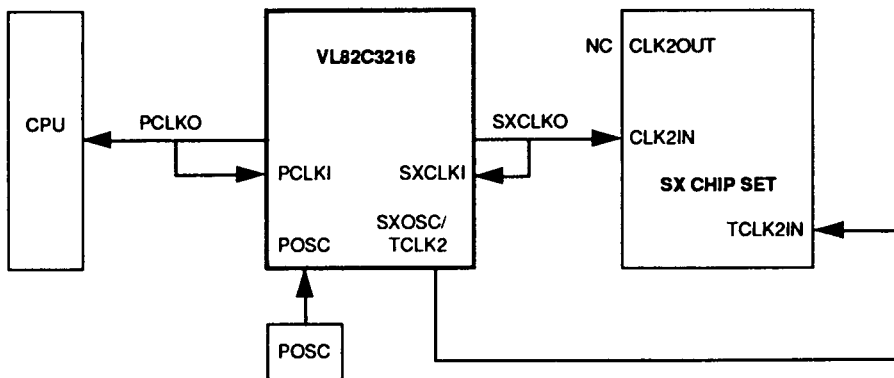 VL82C3216
NC CLK2OUT
CPU
PCLKO
SXCLKO
CLK2IN
PCLKI
SXCLKI
SX CHIP SET
SXOSC/
TCLK2
TCLK2IN
POSC
POSC